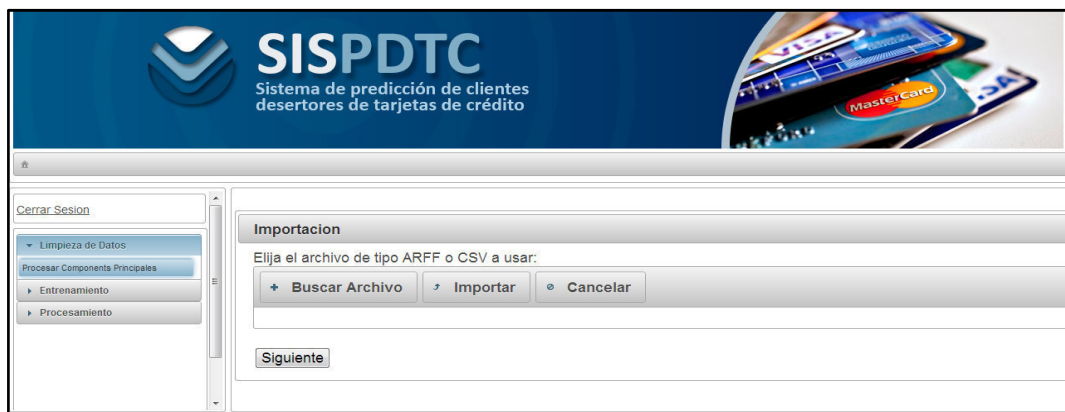 SISPDTC
Sistema de predicción de clientes
desertores de tarjetas de crédito
VISA
MasterCard
Cerrar Sesion
Limpieza de Datos
Procesar Components Principales
Entrenamiento
Procesamiento
Importacion
Elija el archivo de tipo ARFF o CSV a usar:
Buscar Archivo
Importar
Cancelar
Siguiente